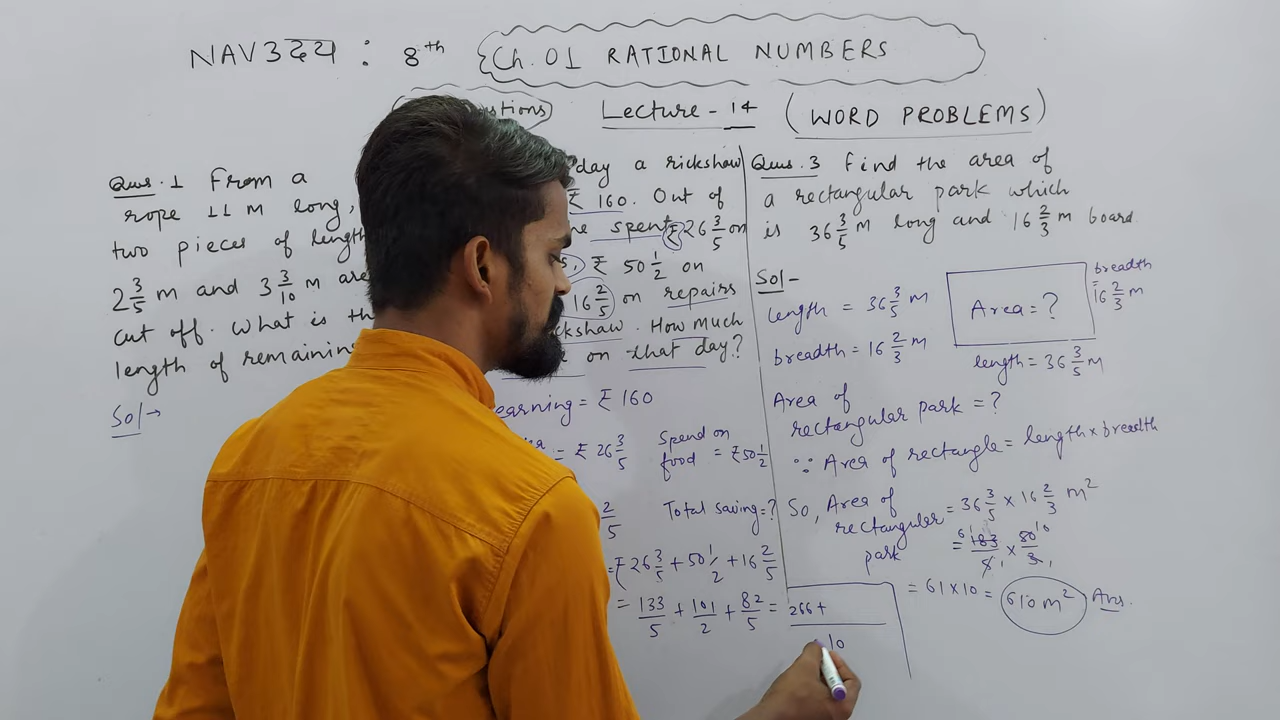 NAV3ठ्ठय : 8th {Ch. 01 RATIONAL NUMBERS
stions) Lecture - 14 (WORD PROBLEMS)
Ques. 1 From a
rope 11 m long,
two pieces of length
2 3/5 m and 3 3/10 m are
cut off. What is the
length of remaining
Sol →
day a rickshaw
₹ 160. Out of
spent ₹ 26 3/5 on
₹ 50 1/2 on
16 2/5 on repairs
ckshaw. How much
on that day?
earning = ₹ 160
= ₹ 26 3/5 Spend on food = ₹ 50 1/2
2/5 Total saving = ?
= ₹ 26 3/5 + 50 1/2 + 16 2/5
= 133/5 + 101/2 + 82/5 = 266 + / 10
Ques. 3 Find the area of
a rectangular park which
is 36 3/5 m long and 16 2/3 m board.
Sol -
length = 36 3/5 m
breadth = 16 2/3 m
Area = ?
breadth
= 16 2/3 m
length = 36 3/5 m
Area of
rectangular park = ?
∵ Area of rectangle = length × breadth
So, Area of
rectangular = 36 3/5 × 16 2/3 m²
park
= 183/5 × 50/3
= 61 × 10 = 610 m² Ans.